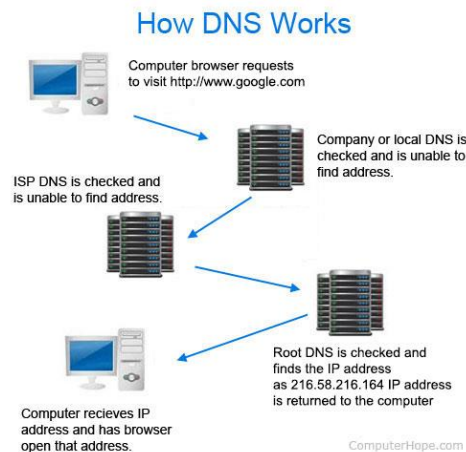 How DNS Works
Computer browser requests
to visit http://www.google.com
Company or local DNS is
checked and is unable to
find address.
ISP DNS is checked and
is unable to find address.
Root DNS is checked and
finds the IP address
as 216.58.216.164 IP address
is returned to the computer
Computer recieves IP
address and has browser
open that address.
ComputerHope.com